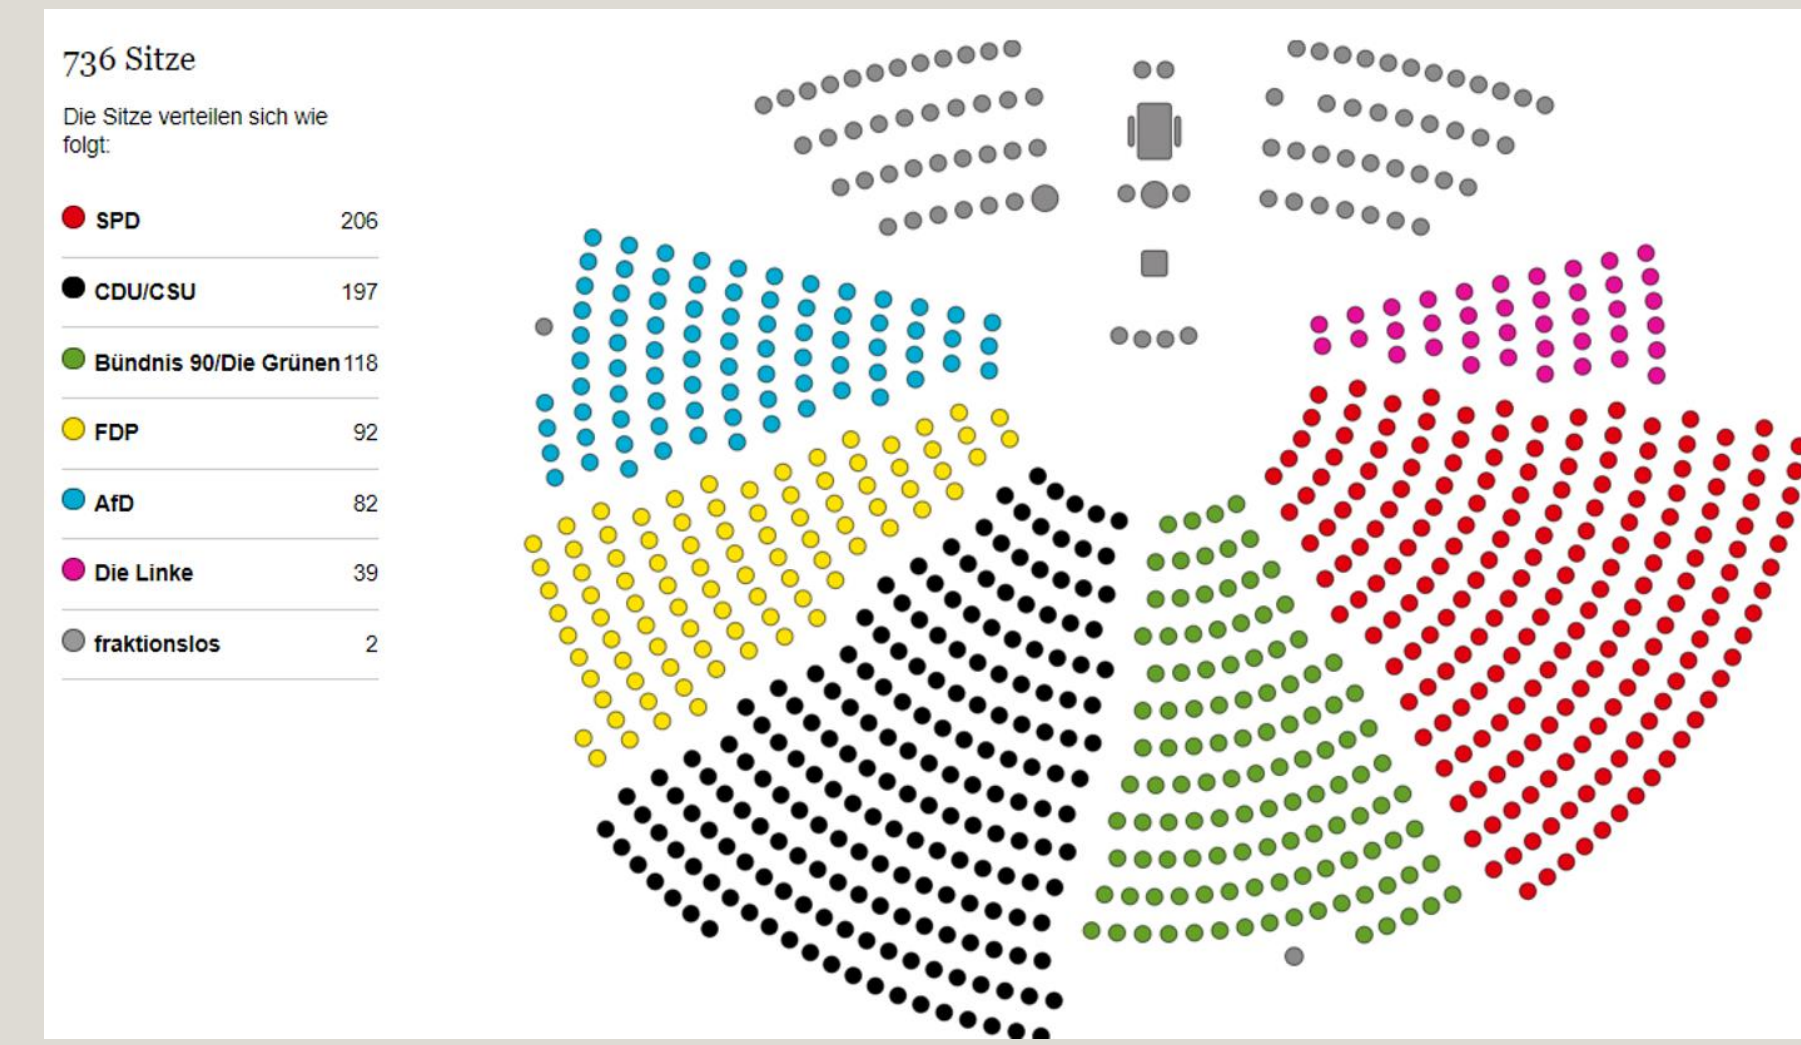 736 Sitze
Die Sitze verteilen sich wie
folgt:
SPD 206
CDU/CSU 197
Bündnis 90/Die Grünen 118
FDP 92
AfD 82
Die Linke 39
fraktionslos 2